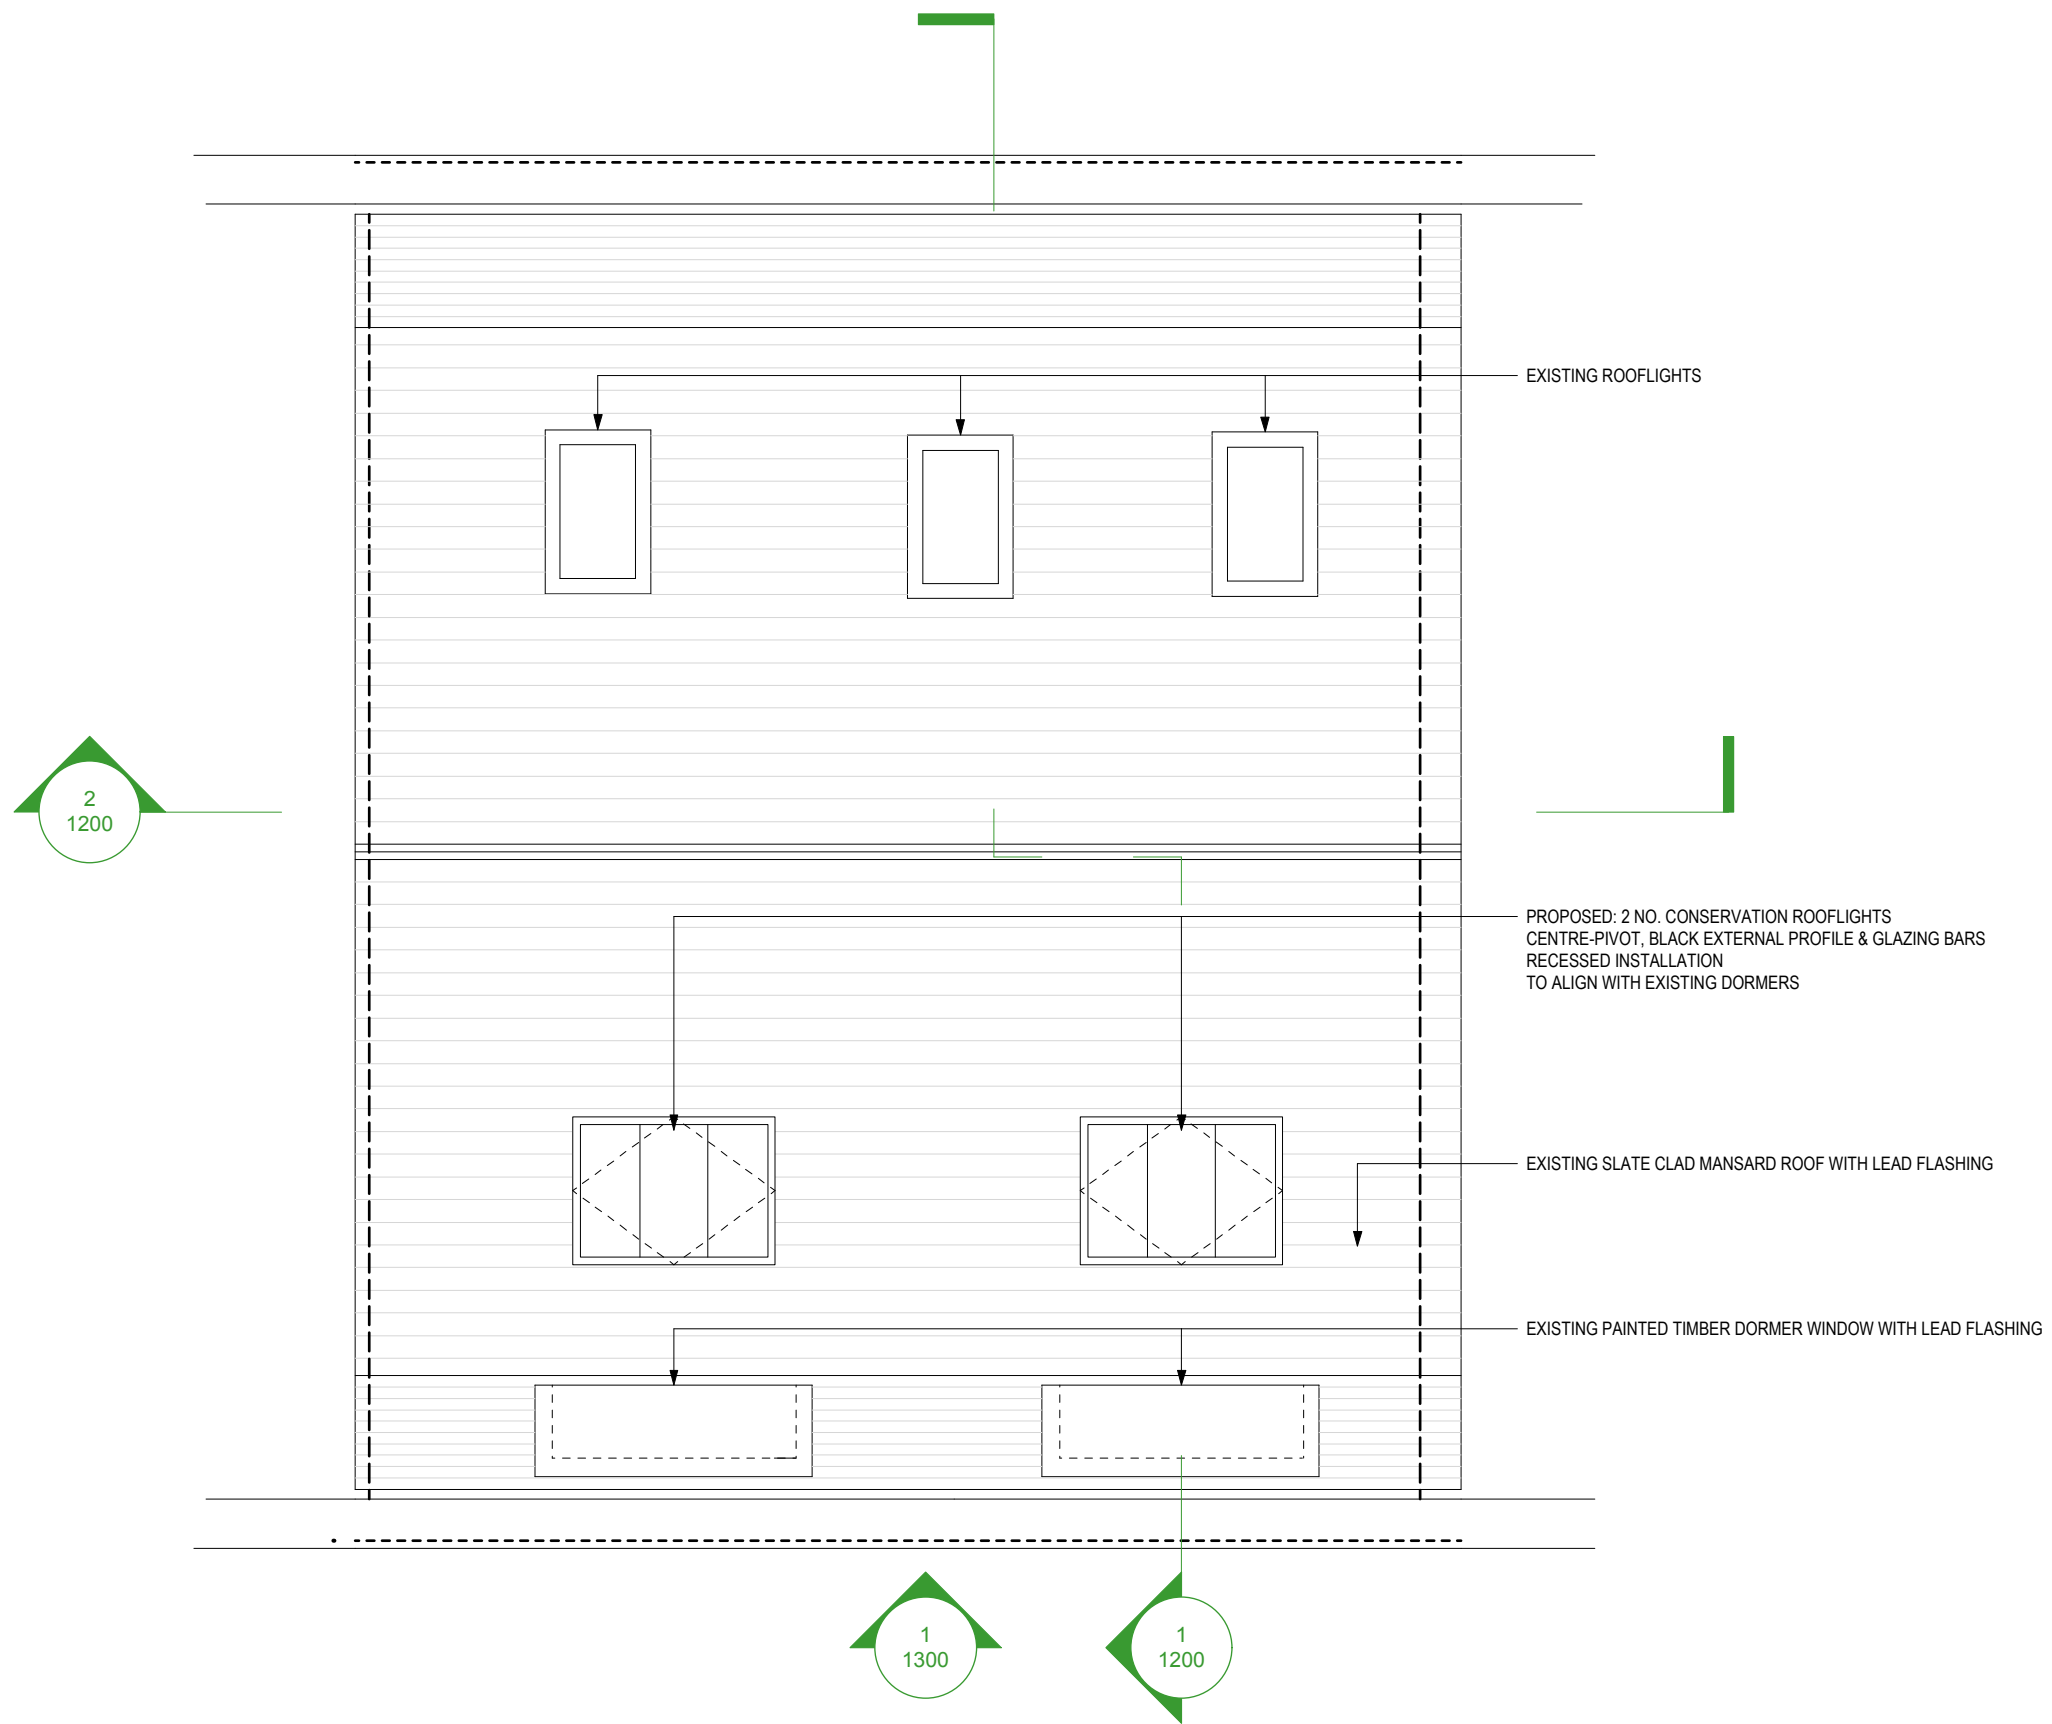 EXISTING ROOFLIGHTS
2
1200
PROPOSED: 2 NO. CONSERVATION ROOFLIGHTS
CENTRE-PIVOT, BLACK EXTERNAL PROFILE & GLAZING BARS
RECESSED INSTALLATION
TO ALIGN WITH EXISTING DORMERS
EXISTING SLATE CLAD MANSARD ROOF WITH LEAD FLASHING
EXISTING PAINTED TIMBER DORMER WINDOW WITH LEAD FLASHING
1
1300
1
1200